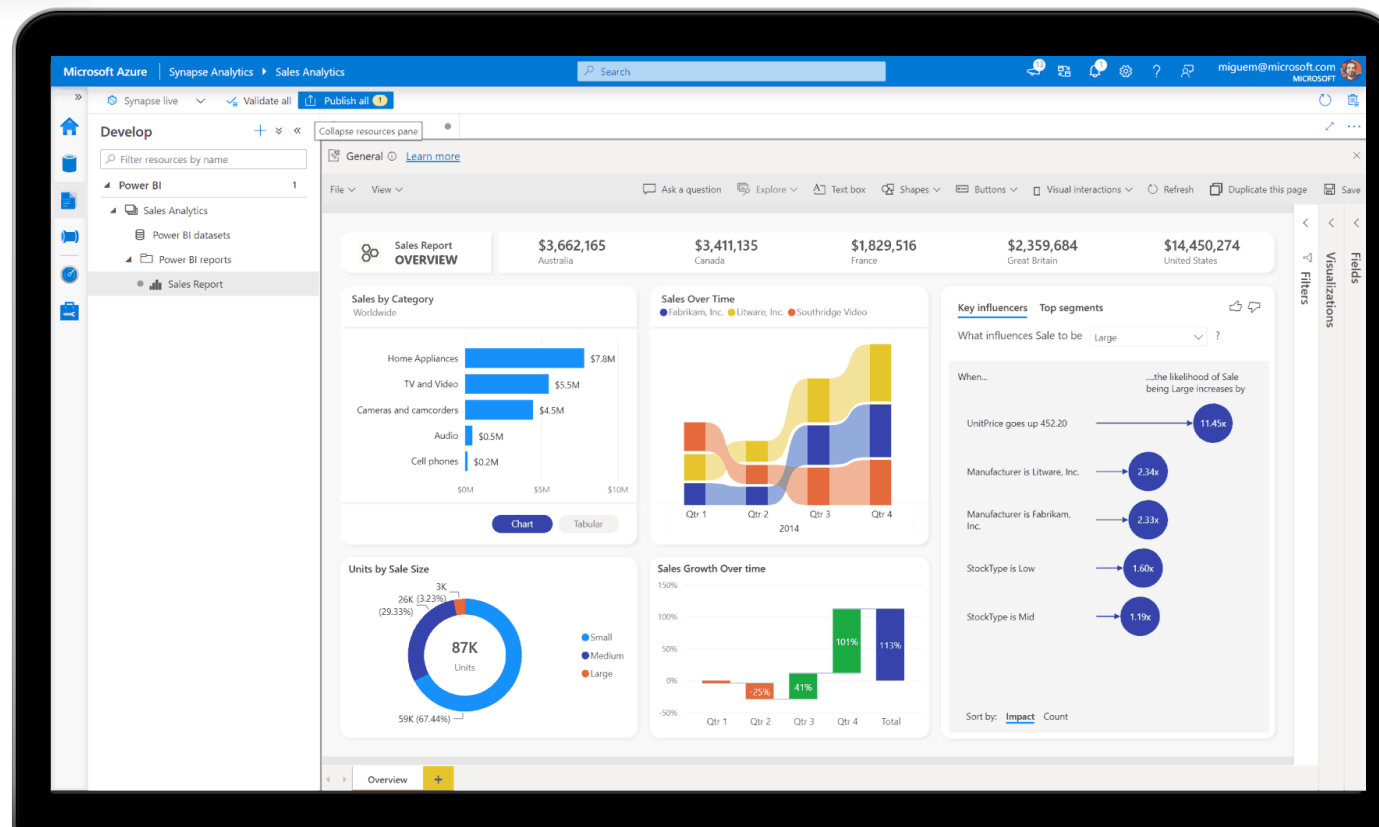 Microsoft Azure
Synapse Analytics
Sales Analytics
Search
13
1
?
miguem@microsoft.com
MICROSOFT
»
Synapse live
Validate all
Publish all 1
Develop
+
«
Collapse resources pane
Filter resources by name
Power BI 1
Sales Analytics
Power BI datasets
Power BI reports
Sales Report
General
Learn more
File
View
Ask a question
Explore
Text box
Shapes
Buttons
Visual interactions
Refresh
Duplicate this page
Save
Sales Report
OVERVIEW
$3,662,165
Australia
$3,411,135
Canada
$1,829,516
France
$2,359,684
Great Britain
$14,450,274
United States
Filters
Visualizations
Fields
Sales by Category
Worldwide
Home Appliances $7.8M
TV and Video $5.5M
Cameras and camcorders $4.5M
Audio $0.5M
Cell phones $0.2M
$0M $5M $10M
Chart
Tabular
Sales Over Time
Fabrikam, Inc. Litware, Inc. Southridge Video
Qtr 1 Qtr 2 Qtr 3 Qtr 4
2014
Key influencers Top segments
What influences Sale to be Large ?
When...
....the likelihood of Sale
being Large increases by
UnitPrice goes up 452.20 11.45x
Manufacturer is Litware, Inc. 2.34x
Manufacturer is Fabrikam,
Inc.
2.33x
StockType is Low 1.60x
StockType is Mid 1.19x
Sort by: Impact Count
Units by Sale Size
3K
(3.23%)
26K
(29.33%)
87K
Units
59K (67.44%)
Small
Medium
Large
Sales Growth Over time
150%
100%
50%
0%
-50%
-25%
41%
101%
113%
Qtr 1 Qtr 2 Qtr 3 Qtr 4 Total
Overview
+